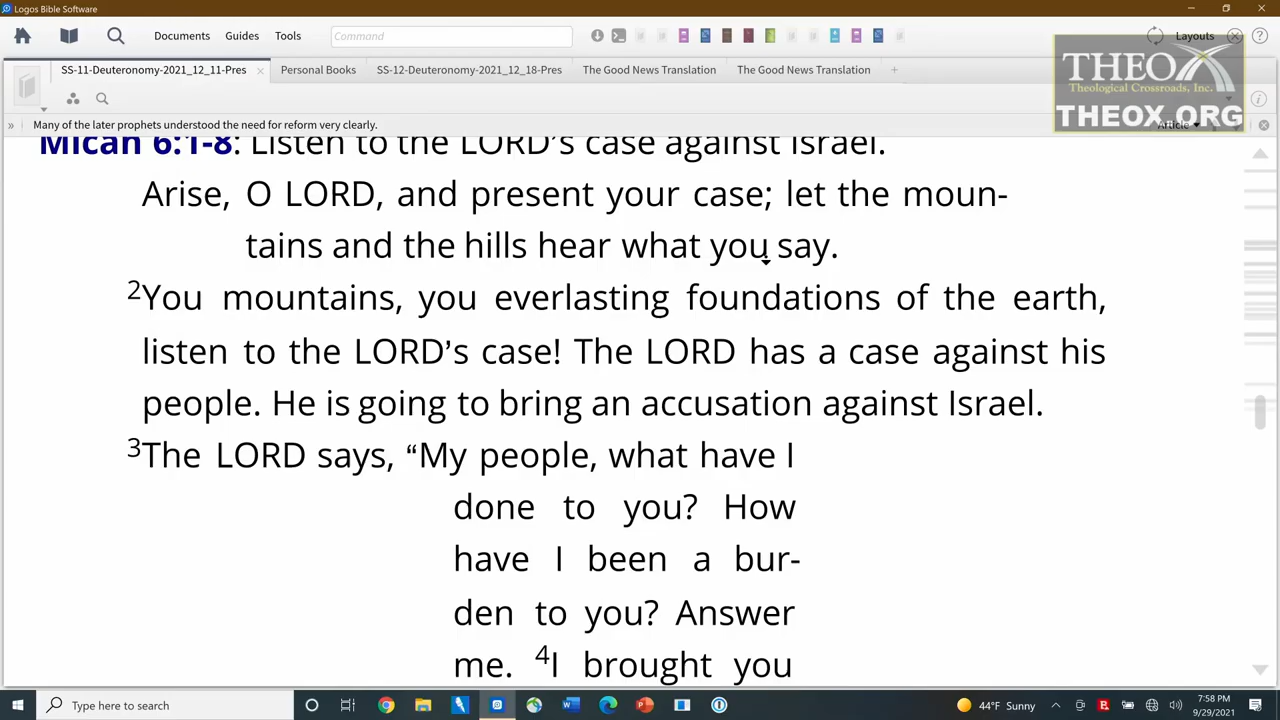 Logos Bible Software
Documents Guides Tools Command Layouts
SS-11-Deuteronomy-2021_12_11-Pres Personal Books SS-12-Deuteronomy-2021_12_18-Pres The Good News Translation The Good News Translation
THEOX
Theological Crossroads, Inc.
THEOX.ORG
Many of the later prophets understood the need for reform very clearly. Article
Micah 6:1-8: Listen to the LORD's case against Israel.
Arise, O LORD, and present your case; let the moun-
tains and the hills hear what you say.
2You mountains, you everlasting foundations of the earth,
listen to the LORD's case! The LORD has a case against his
people. He is going to bring an accusation against Israel.
3The LORD says, “My people, what have I
done to you? How
have I been a bur-
den to you? Answer
me. 4I brought you
Type here to search
44°F Sunny
7:58 PM
9/29/2021